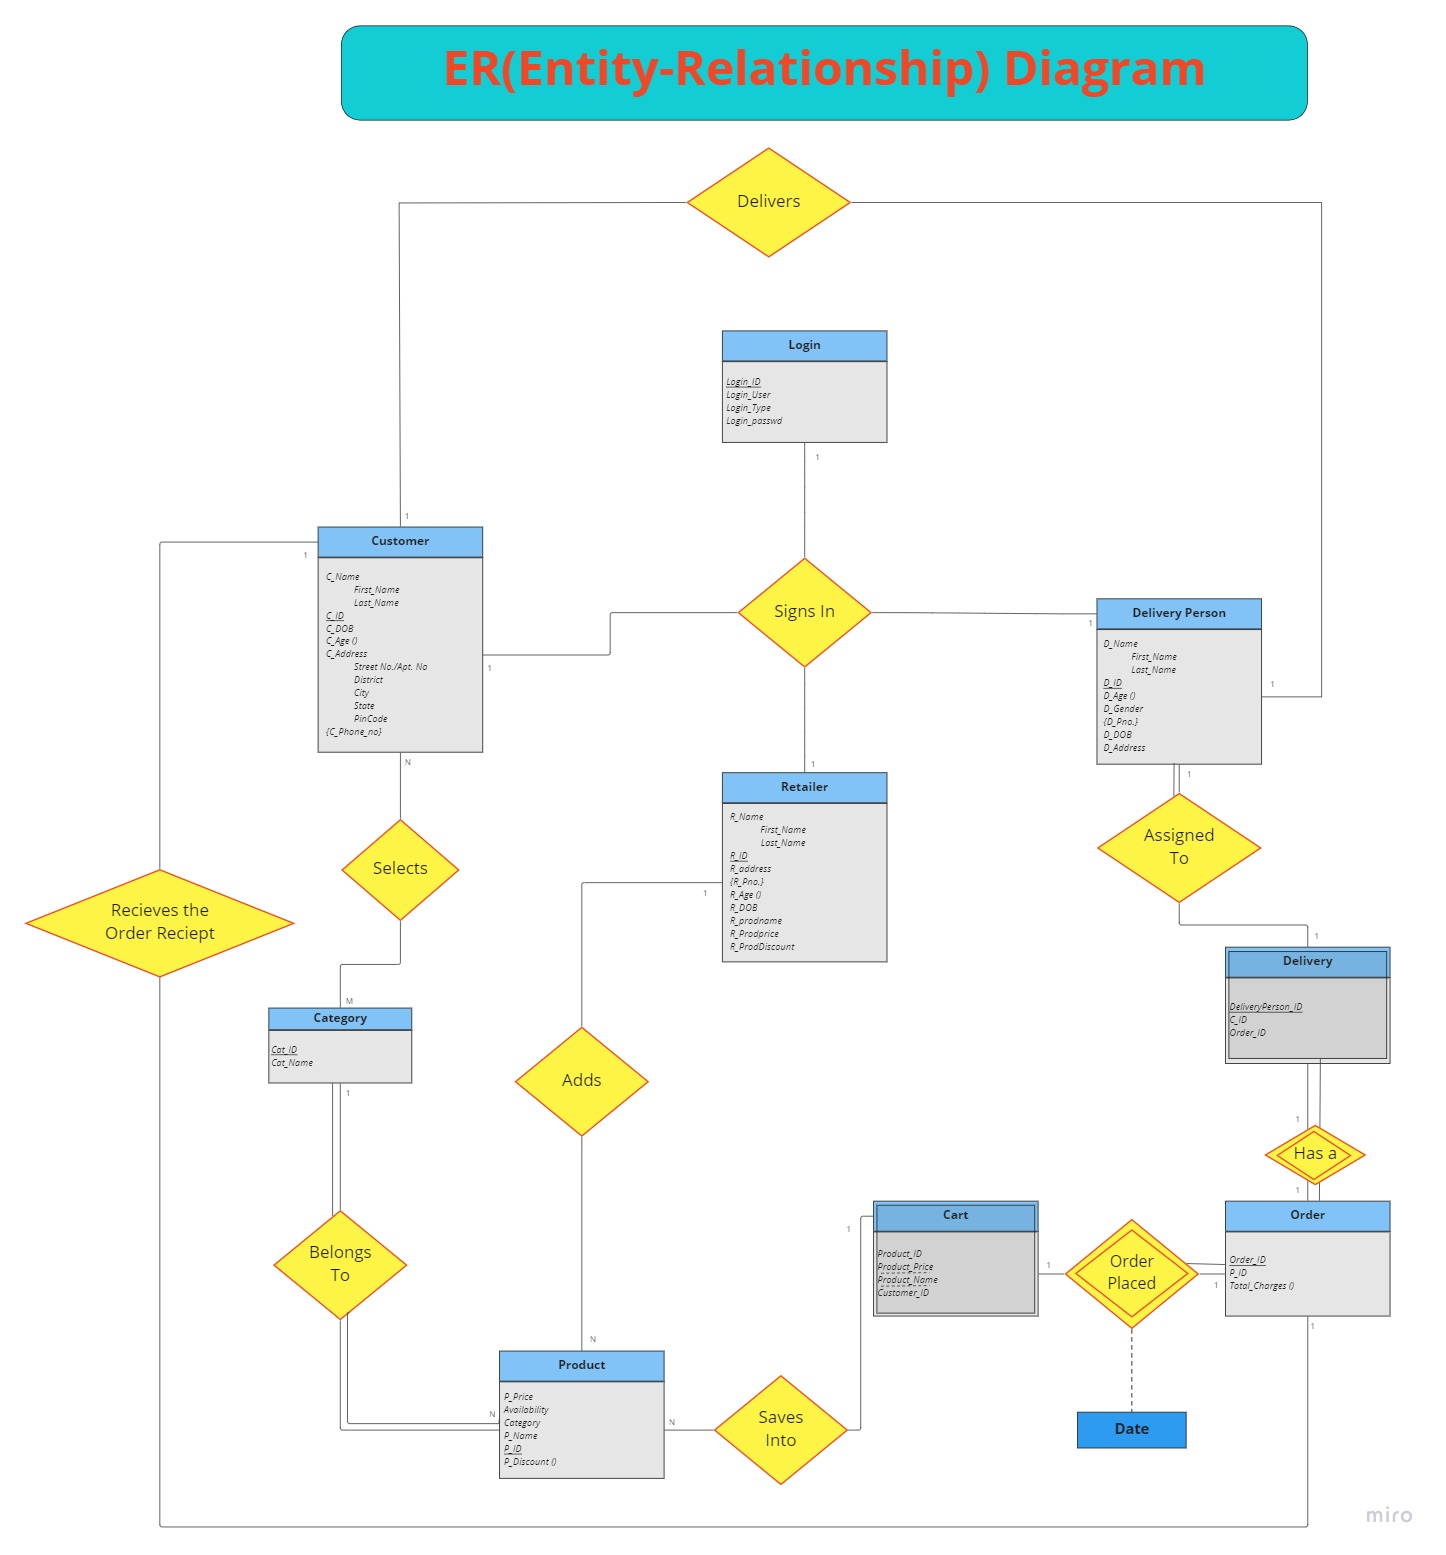 ER(Entity-Relationship) Diagram
Delivers
Login
Login_ID
Login_User
Login_Type
Login_passwd
1
1
Customer
1
C_Name
First_Name
Last_Name
C_ID
C_DOB
C_Age ()
C_Address
Street No./Apt. No
District
City
State
PinCode
{C_Phone_no}
1
Signs In
1
Delivery Person
D_Name
First_Name
Last_Name
D_ID
D_Age ()
D_Gender
{D_Pno.}
D_DOB
D_Address
1
N
1
1
Retailer
R_Name
First_Name
Last_Name
R_ID
R_address
{R_Pno.}
R_Age ()
R_DOB
R_prodname
R_Prodprice
R_ProdDiscount
1
Assigned
To
Selects
Recieves the
Order Reciept
1
Delivery
DeliveryPerson_ID
C_ID
Order_ID
M
Category
Cat_ID
Cat_Name
1
Adds
1
Has a
1
Belongs
To
1
Cart
Product_ID
Product_Price
Product_Name
Customer_ID
1
Order
Placed
1
Order
Order_ID
P_ID
Total_Charges ()
1
N
Product
P_Price
Availability
Category
P_Name
P_ID
P_Discount ()
N
N
Saves
Into
Date
miro